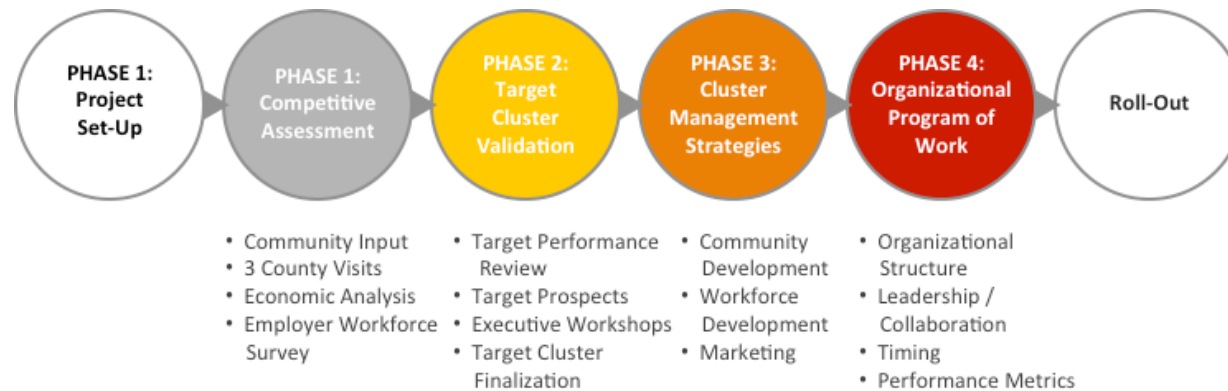 PHASE 1:
Project
Set-Up
PHASE 1:
Competitive
Assessment
PHASE 2:
Target
Cluster
Validation
PHASE 3:
Cluster
Management
Strategies
PHASE 4:
Organizational
Program of
Work
Roll-Out
• Community Input
• 3 County Visits
• Economic Analysis
• Employer Workforce
Survey
• Target Performance
Review
• Target Prospects
• Executive Workshops
• Target Cluster
Finalization
• Community
Development
• Workforce
Development
• Marketing
• Organizational
Structure
• Leadership /
Collaboration
• Timing
• Performance Metrics